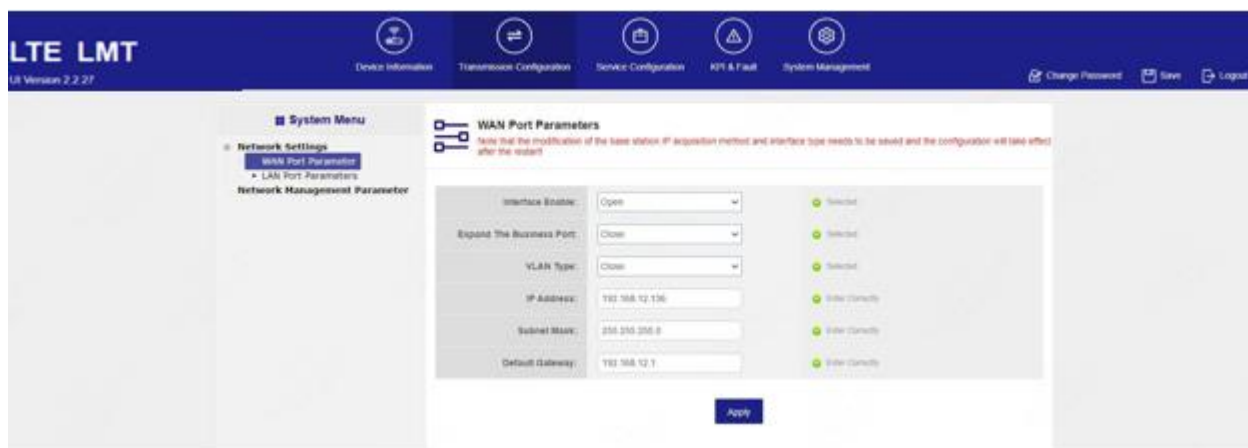 LTE LMT
UI Version 2.2.27
Device Information
Transmission Configuration
Service Configuration
KPI & Fault
System Management
Change Password
Save
Logout
System Menu
Network Settings
WAN Port Parameter
LAN Port Parameters
Network Management Parameter
WAN Port Parameters
Note that the modification of the base station IP acquisition method and interface type needs to be saved and the configuration will take effect
after the restart
Interface Enable: Open Selected
Expand The Business Port: Close Selected
VLAN Type: Close Selected
IP Address: 192.168.12.136 Enter Correctly
Subnet Mask: 255.255.255.0 Enter Correctly
Default Gateway: 192.168.12.1 Enter Correctly
Apply